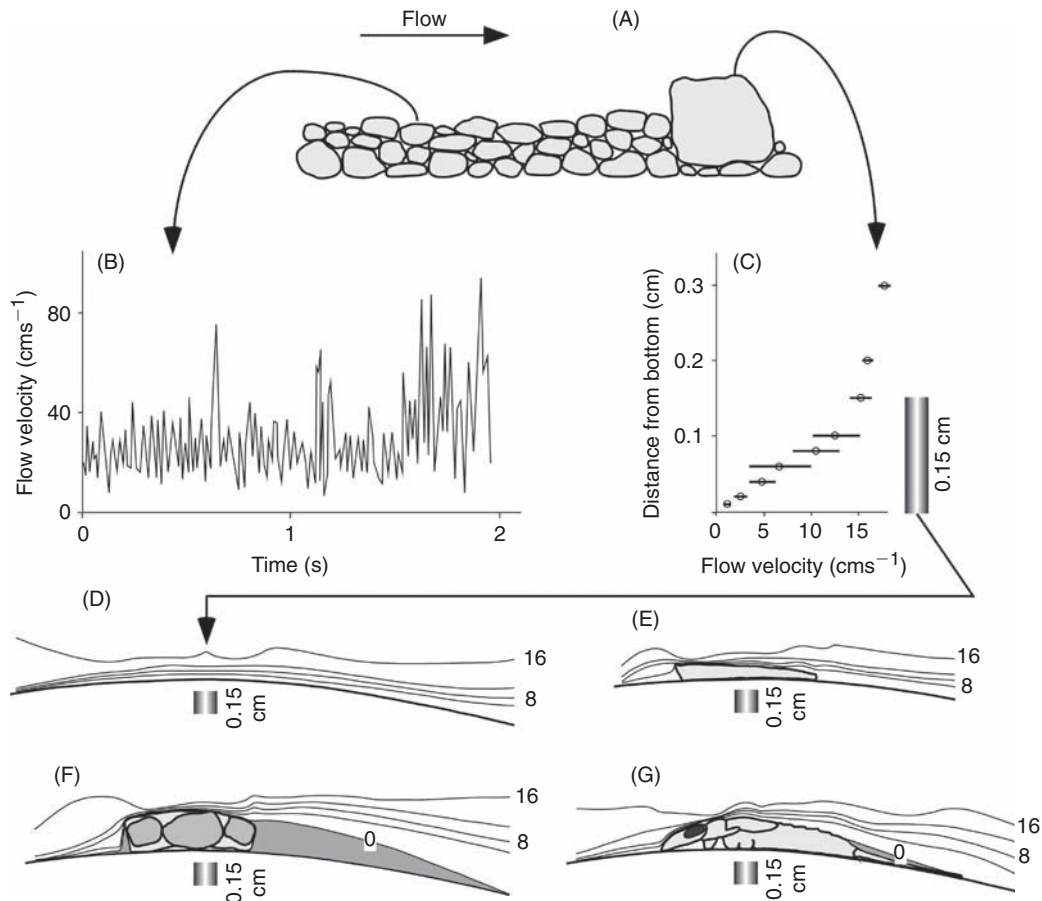 Flow
(A)
(B)
Flow velocity (cms⁻¹)
80
40
0
0
1
2
Time (s)
(C)
Distance from bottom (cm)
0.3
0.2
0.1
0
5
10
15
Flow velocity (cms⁻¹)
0.15 cm
(D)
16
8
0.15
cm
(E)
16
8
0.15
cm
(F)
16
8
0
0.15
cm
(G)
16
8
0
0.15
cm